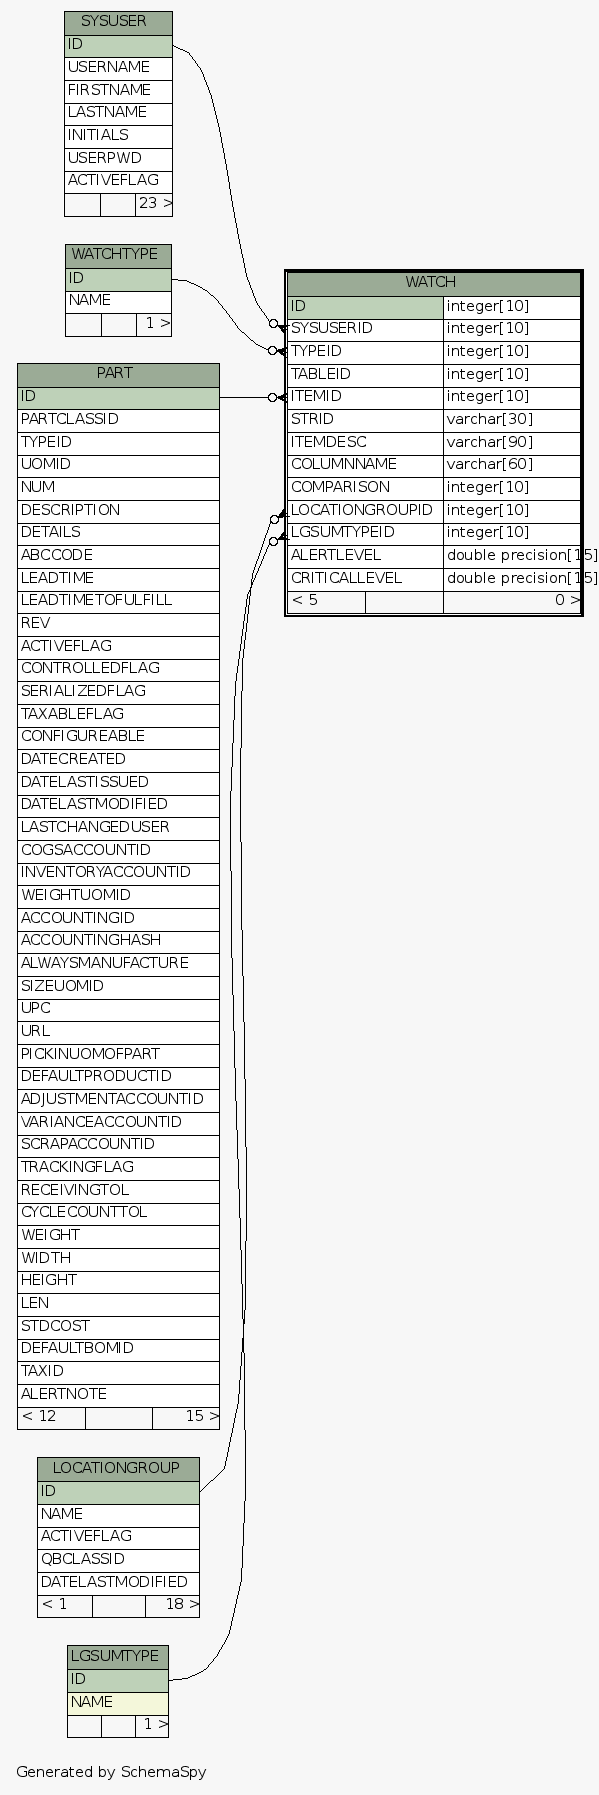 SYSUSER
ID
USERNAME
FIRSTNAME
LASTNAME
INITIALS
USERPWD
ACTIVEFLAG
23 >
WATCHTYPE
ID
NAME
1 >
WATCH
ID integer[10]
SYSUSERID integer[10]
TYPEID integer[10]
TABLEID integer[10]
ITEMID integer[10]
STRID varchar[30]
ITEMDESC varchar[90]
COLUMNNAME varchar[60]
COMPARISON integer[10]
LOCATIONGROUPID integer[10]
LGSUMTYPEID integer[10]
ALERTLEVEL double precision[15]
CRITICALLEVEL double precision[15]
< 5 0 >
PART
ID
PARTCLASSID
TYPEID
UOMID
NUM
DESCRIPTION
DETAILS
ABCCODE
LEADTIME
LEADTIMETOFULFILL
REV
ACTIVEFLAG
CONTROLLEDFLAG
SERIALIZEDFLAG
TAXABLEFLAG
CONFIGUREABLE
DATECREATED
DATELASTISSUED
DATELASTMODIFIED
LASTCHANGEDUSER
COGSACCOUNTID
INVENTORYACCOUNTID
WEIGHTUOMID
ACCOUNTINGID
ACCOUNTINGHASH
ALWAYSMANUFACTURE
SIZEUOMID
UPC
URL
PICKINUOMOFPART
DEFAULTPRODUCTID
ADJUSTMENTACCOUNTID
VARIANCEACCOUNTID
SCRAPACCOUNTID
TRACKINGFLAG
RECEIVINGTOL
CYCLECOUNTTOL
WEIGHT
WIDTH
HEIGHT
LEN
STDCOST
DEFAULTBOMID
TAXID
ALERTNOTE
< 12 15 >
LOCATIONGROUP
ID
NAME
ACTIVEFLAG
QBCLASSID
DATELASTMODIFIED
< 1 18 >
LGSUMTYPE
ID
NAME
1 >
Generated by SchemaSpy